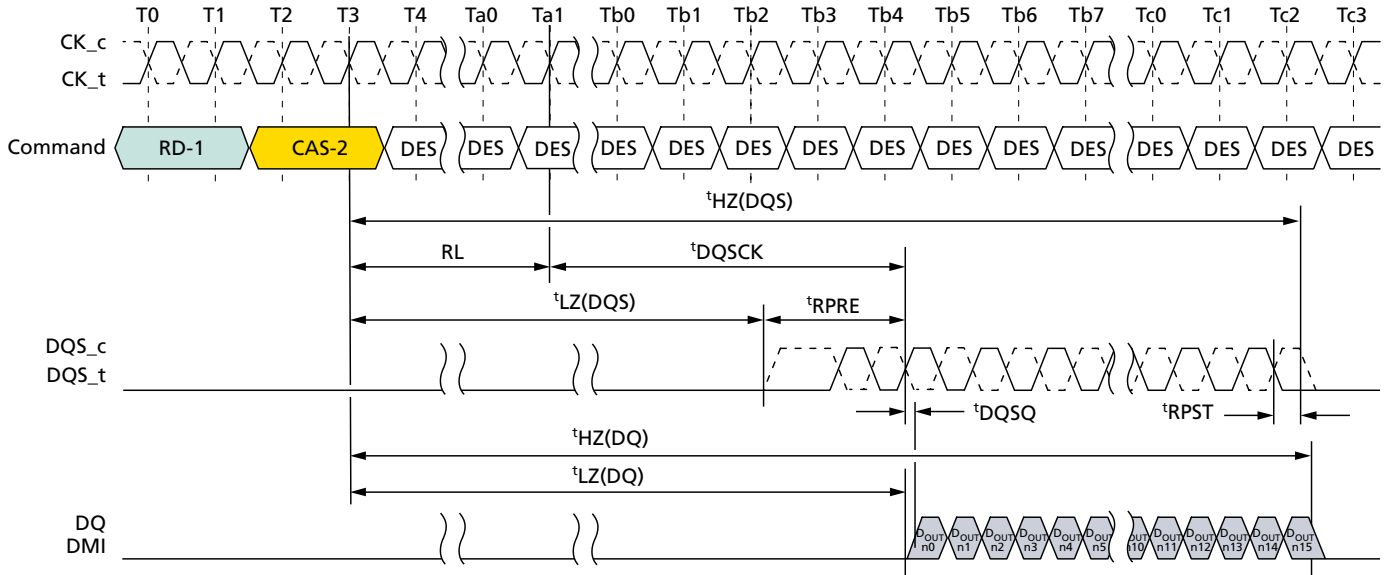 T0 T1 T2 T3 T4 Ta0 Ta1 Tb0 Tb1 Tb2 Tb3 Tb4 Tb5 Tb6 Tb7 Tc0 Tc1 Tc2 Tc3
CK_c
CK_t
Command RD-1 CAS-2 DES DES DES DES DES DES DES DES DES DES DES DES DES DES DES
tHZ(DQS)
RL tDQSCK
tLZ(DQS) tRPRE
DQS_c
DQS_t
tDQSQ tRPST
tHZ(DQ)
tLZ(DQ)
DQ
DMI
DOUT DOUT DOUT DOUT DOUT DOUT DOUT DOUT DOUT DOUT DOUT
n0 n1 n2 n3 n4 n5 n10 n11 n12 n13 n14 n15